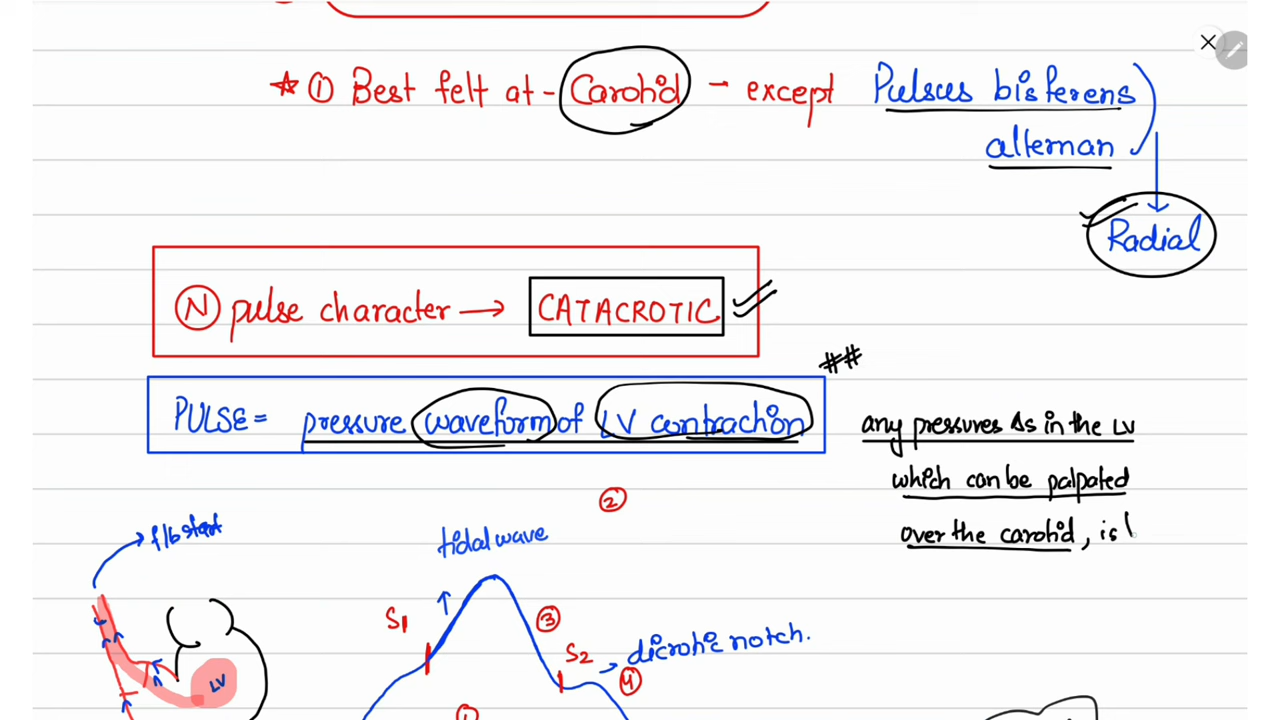 ☆ ① Best felt at - Carotid - except Pulsus bisferens
alternan
Radial
Ⓝ pulse character → CATACROTIC
##
PULSE = pressure waveform of LV contraction
any pressures Δs in the LV
which can be palpated
over the carotid, is
②
→ f/b start
tidal wave
↑
S1
③
S2
→ dicrotic notch.
④
LV
①